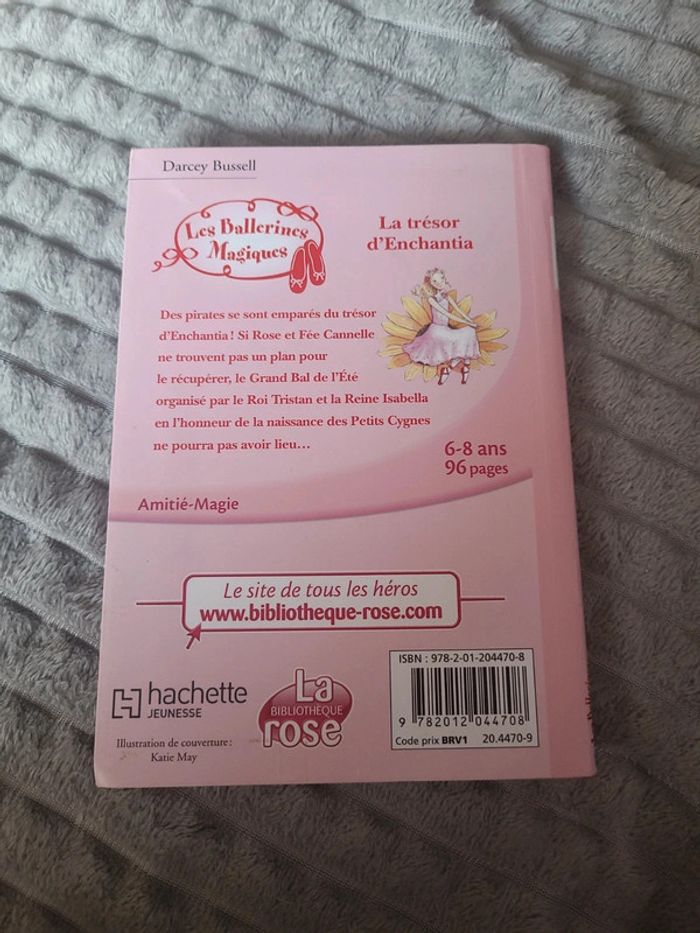 Darcey Bussell
Les Ballerines
Magiques
La trésor
d'Enchantia
Des pirates se sont emparés du trésor
d'Enchantia ! Si Rose et Fée Cannelle
ne trouvent pas un plan pour
le récupérer, le Grand Bal de l'Été
organisé par le Roi Tristan et la Reine Isabella
en l'honneur de la naissance des Petits Cygnes
ne pourra pas avoir lieu...
6-8 ans
96 pages
Amitié-Magie
Le site de tous les héros
www.bibliotheque-rose.com
hachette
JEUNESSE
Illustration de couverture :
Katie May
La
BIBLIOTHÈQUE
rose
ISBN : 978-2-01-204470-8
9 782012 044708
Code prix BRV1 20.4470-9